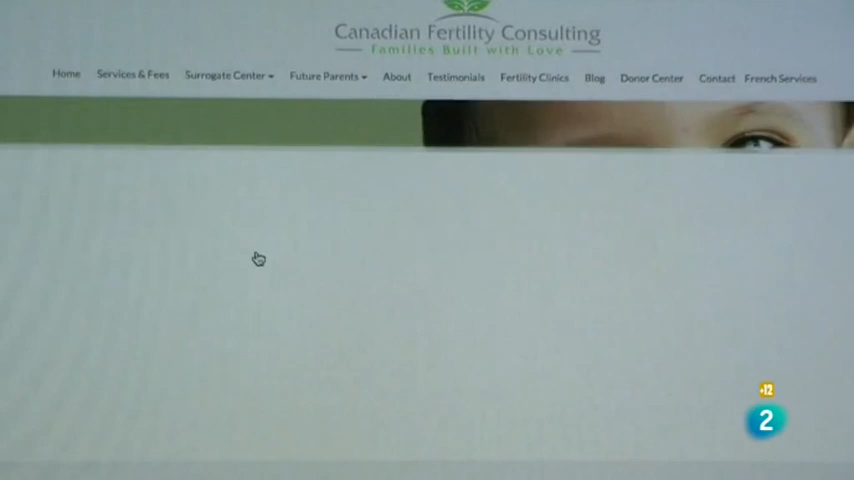 Canadian Fertility Consulting
Families Built with Love
Home Services & Fees Surrogate Center Future Parents About Testimonials Fertility Clinics Blog Donor Center Contact French Services
+12
2